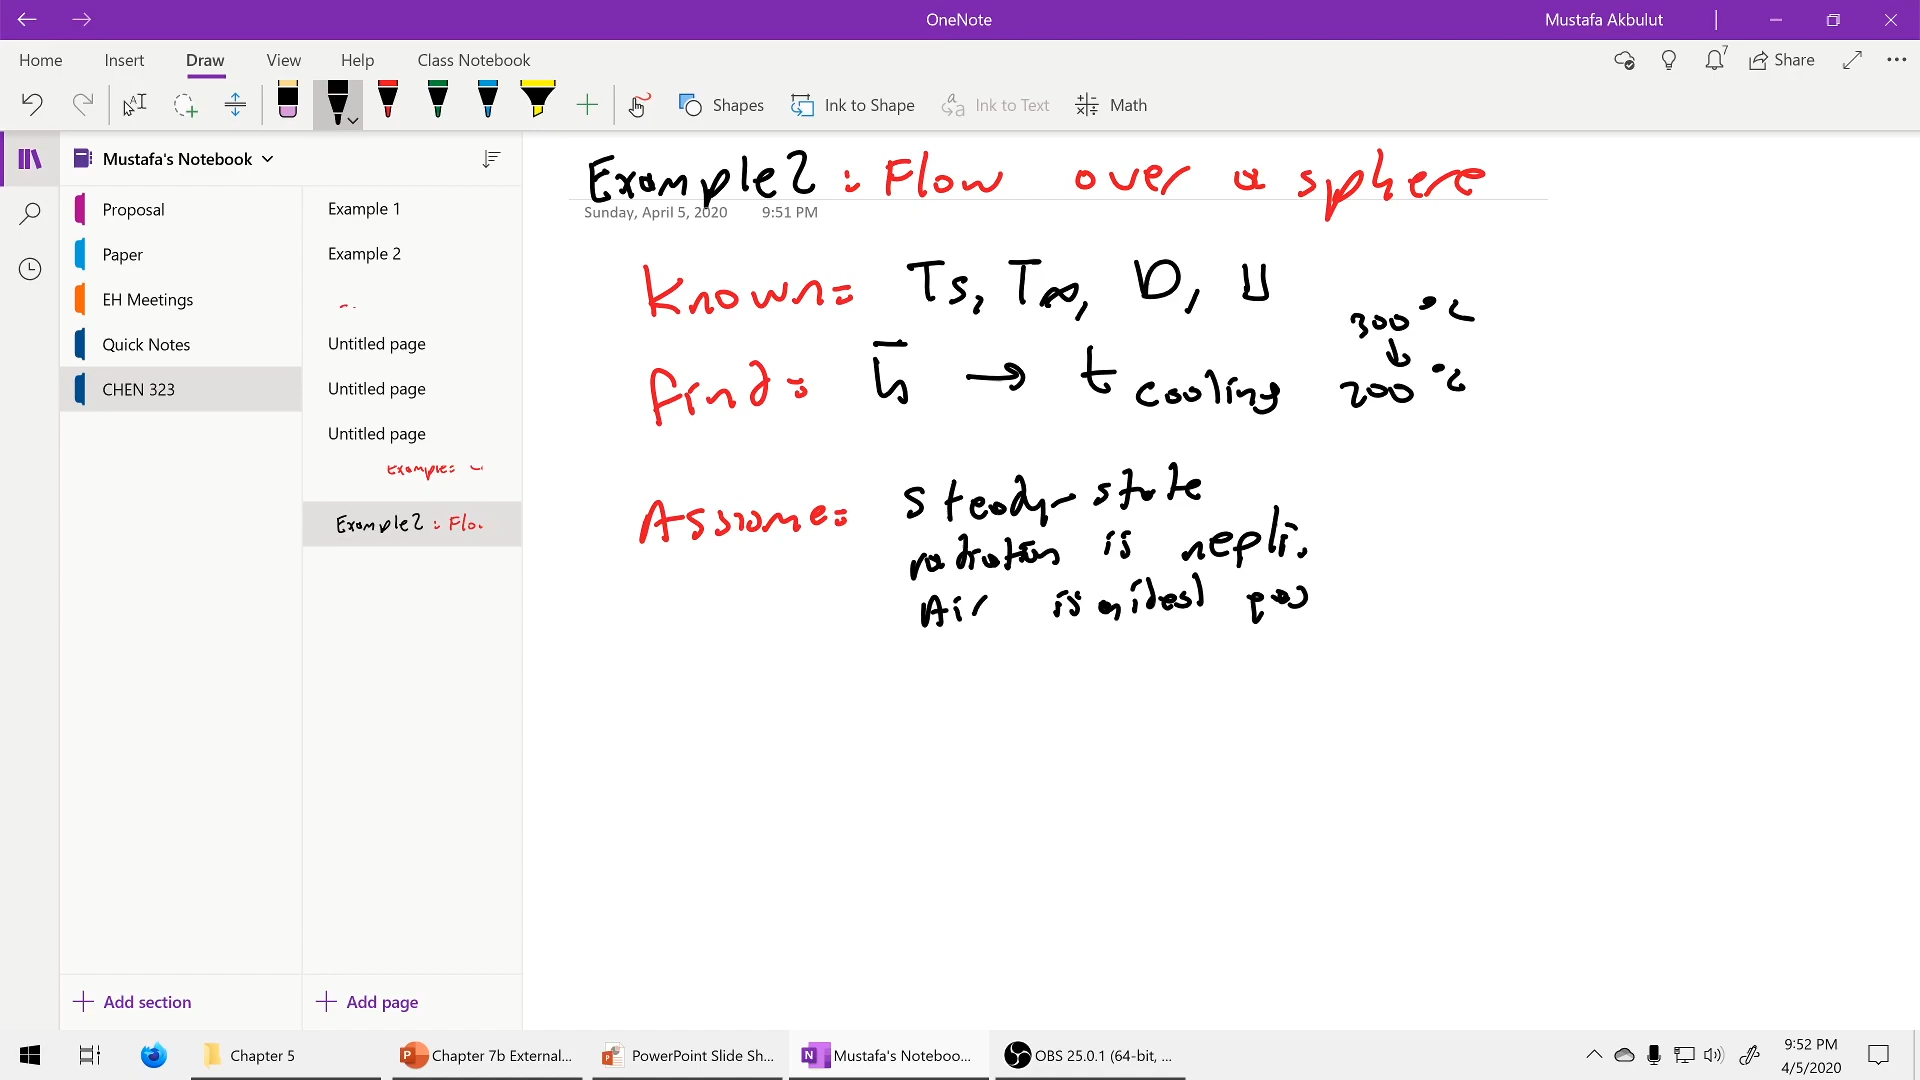 OneNote
Mustafa Akbulut
Home Insert Draw View Help Class Notebook
7
Share
Shapes Ink to Shape Ink to Text Math
Mustafa's Notebook
Proposal
Paper
EH Meetings
Quick Notes
CHEN 323
Example 1
Example 2
Untitled page
Untitled page
Untitled page
Example:
Example 2 : Flo
Example 2 : Flow over a sphere
Sunday, April 5, 2020 9:51 PM
Known= Ts, T∞, D, U
300 °C
↓
Find= h̄ → t cooling 200 °C
Assume= steady-state
radiation is negli.
Air is an ideal gas
Add section
Add page
Chapter 5
Chapter 7b External...
PowerPoint Slide Sh...
Mustafa's Noteboo...
OBS 25.0.1 (64-bit, ...
9:52 PM
4/5/2020